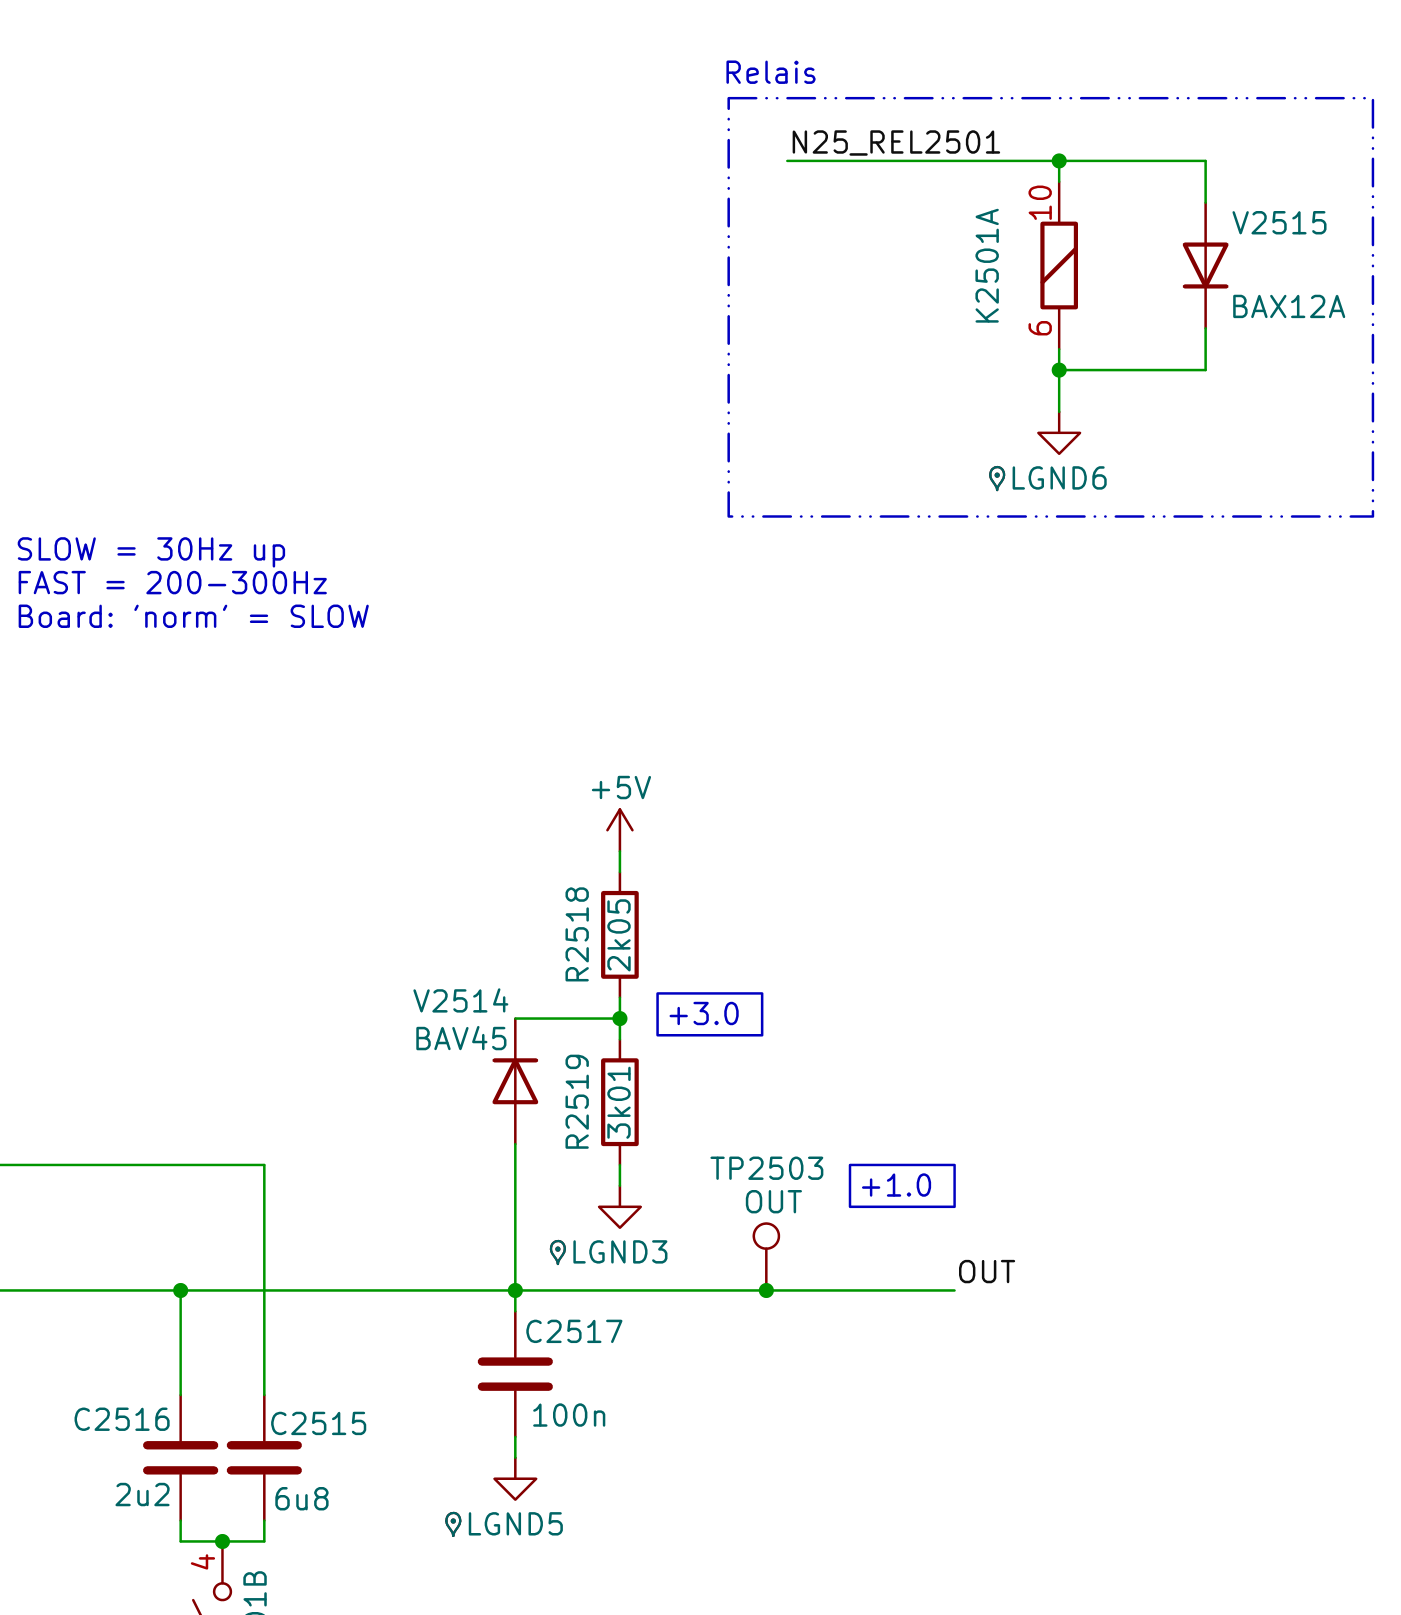 Relais
N25_REL2501
10
K2501A
6
V2515
BAX12A
LGND6
SLOW = 30Hz up
FAST = 200-300Hz
Board: 'norm' = SLOW
+5V
R2518
2k05
V2514
BAV45
+3.0
R2519
3k01
LGND3
TP2503
OUT
+1.0
OUT
C2517
100n
LGND5
C2516
2u2
C2515
6u8
4